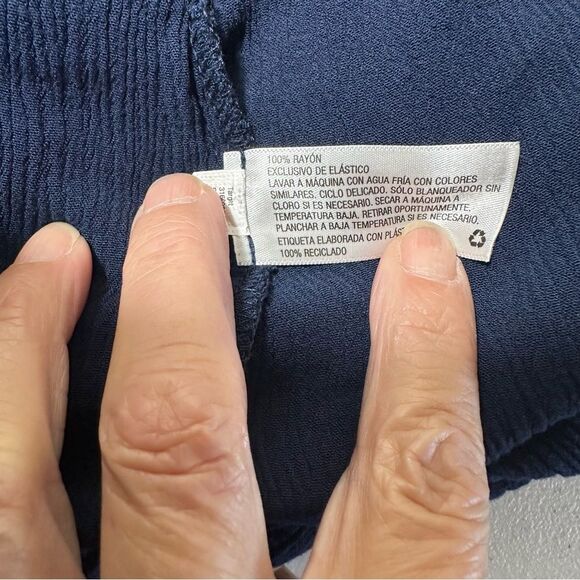 100% RAYÓN
EXCLUSIVO DE ELÁSTICO
LAVAR A MÁQUINA CON AGUA FRÍA CON COLORES
SIMILARES. CICLO DELICADO. SÓLO BLANQUEADOR SIN
CLORO SI ES NECESARIO. SECAR A MÁQUINA A
TEMPERATURA BAJA. RETIRAR OPORTUNAMENTE.
PLANCHAR A BAJA TEMPERATURA SI ES NECESARIO.
ETIQUETA ELABORADA CON
100% RECICLADO